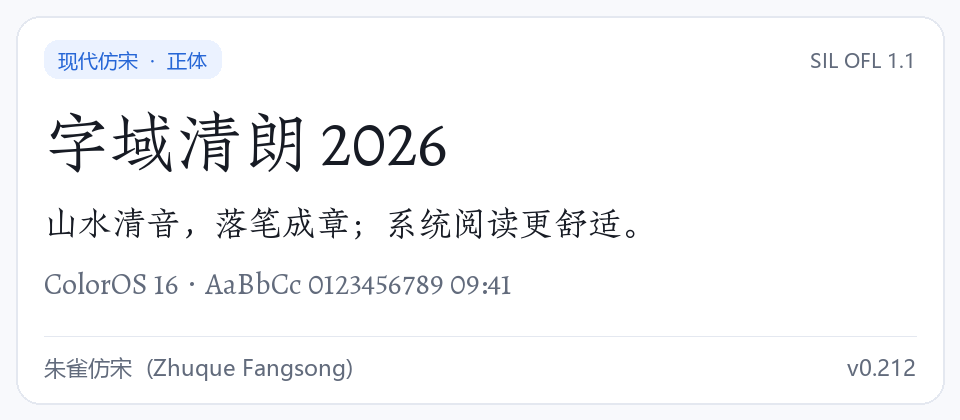 现代仿宋 · 正体
SIL OFL 1.1
字域清朗 2026
山水清音，落笔成章；系统阅读更舒适。
ColorOS 16 · AaBbCc 0123456789 09:41
朱雀仿宋（Zhuque Fangsong）
v0.212